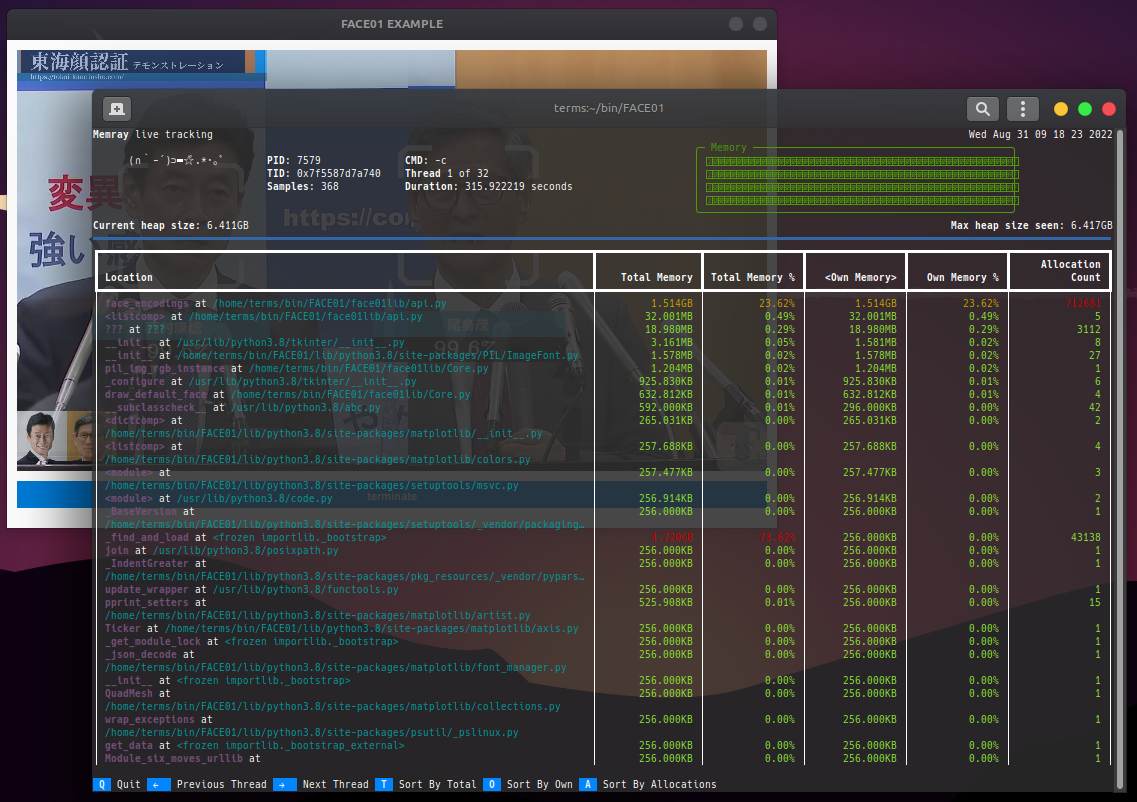 FACE01 EXAMPLE
東海顔認証 デモンストレーション
https://tokai-kaoninsho.com/
terms:~/bin/FACE01
Memray live tracking
Wed Aug 31 09 18 23 2022
(∩｀-´)⊃━☆ﾟ.*･｡ﾟ
PID: 7579
CMD: -c
Memory
TID: 0x7f5587d7a740
Thread 1 of 32
Samples: 368
Duration: 315.922219 seconds
変異
https://co
Current heap size: 6.411GB
Max heap size seen: 6.417GB
強い
Location Total Memory Total Memory % <Own Memory> Own Memory % Allocation Count
face_encodings at /home/terms/bin/FACE01/face01lib/api.py 1.514GB 23.62% 1.514GB 23.62% 712681
<listcomp> at /home/terms/bin/FACE01/face01lib/api.py 32.001MB 0.49% 32.001MB 0.49% 5
??? at ??? 18.980MB 0.29% 18.980MB 0.29% 3112
__init__ at /usr/lib/python3.8/tkinter/__init__.py 3.161MB 0.05% 1.581MB 0.02% 8
__init__ at /home/terms/bin/FACE01/lib/python3.8/site-packages/PIL/ImageFont.py 1.578MB 0.02% 1.578MB 0.02% 27
99.6%
pil_img_rgb_instance at /home/terms/bin/FACE01/face01lib/Core.py 1.204MB 0.02% 1.204MB 0.02% 1
_configure at /usr/lib/python3.8/tkinter/__init__.py 925.830KB 0.01% 925.830KB 0.01% 6
draw_default_face at /home/terms/bin/FACE01/face01lib/Core.py 632.812KB 0.01% 632.812KB 0.01% 4
__subclasscheck__ at /usr/lib/python3.8/abc.py 592.000KB 0.01% 296.000KB 0.00% 42
<dictcomp> at 265.031KB 0.00% 265.031KB 0.00% 2
/home/terms/bin/FACE01/lib/python3.8/site-packages/matplotlib/__init__.py
<listcomp> at 257.688KB 0.00% 257.688KB 0.00% 4
/home/terms/bin/FACE01/lib/python3.8/site-packages/matplotlib/colors.py
<module> at 257.477KB 0.00% 257.477KB 0.00% 3
/home/terms/bin/FACE01/lib/python3.8/site-packages/setuptools/msvc.py
<module> at /usr/lib/python3.8/code.py 256.914KB 0.00% 256.914KB 0.00% 2
terminate
_BaseVersion at 256.000KB 0.00% 256.000KB 0.00% 1
/home/terms/bin/FACE01/lib/python3.8/site-packages/setuptools/_vendor/packaging…
_find_and_load at <frozen importlib._bootstrap> 4.720GB 73.62% 256.000KB 0.00% 43138
join at /usr/lib/python3.8/posixpath.py 256.000KB 0.00% 256.000KB 0.00% 1
_IndentGreater at 256.000KB 0.00% 256.000KB 0.00% 1
/home/terms/bin/FACE01/lib/python3.8/site-packages/pkg_resources/_vendor/pypars…
update_wrapper at /usr/lib/python3.8/functools.py 256.000KB 0.00% 256.000KB 0.00% 1
pprint_setters at 525.908KB 0.01% 256.000KB 0.00% 15
/home/terms/bin/FACE01/lib/python3.8/site-packages/matplotlib/artist.py
Ticker at /home/terms/bin/FACE01/lib/python3.8/site-packages/matplotlib/axis.py 256.000KB 0.00% 256.000KB 0.00% 1
_get_module_lock at <frozen importlib._bootstrap> 256.000KB 0.00% 256.000KB 0.00% 1
_json_decode at 256.000KB 0.00% 256.000KB 0.00% 1
/home/terms/bin/FACE01/lib/python3.8/site-packages/matplotlib/font_manager.py
__init__ at <frozen importlib._bootstrap> 256.000KB 0.00% 256.000KB 0.00% 1
QuadMesh at 256.000KB 0.00% 256.000KB 0.00% 1
/home/terms/bin/FACE01/lib/python3.8/site-packages/matplotlib/collections.py
wrap_exceptions at 256.000KB 0.00% 256.000KB 0.00% 1
/home/terms/bin/FACE01/lib/python3.8/site-packages/psutil/_pslinux.py
get_data at <frozen importlib._bootstrap_external> 256.000KB 0.00% 256.000KB 0.00% 1
Module_six_moves_urllib at 256.000KB 0.00% 256.000KB 0.00% 1
Q Quit ← Previous Thread → Next Thread T Sort By Total O Sort By Own A Sort By Allocations